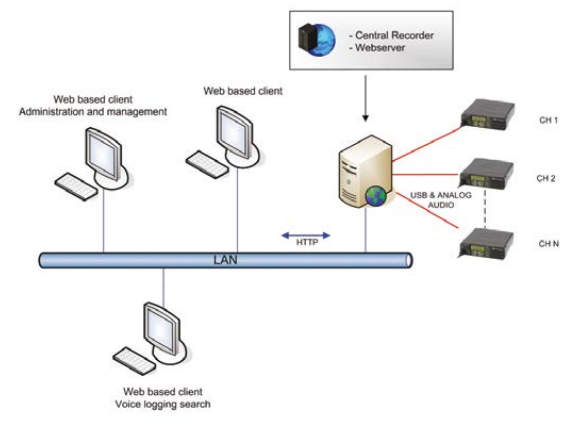 - Central Recorder
- Webserver
Web based client
Administration and management
Web based client
CH 1
CH 2
USB & ANALOG
AUDIO
CH N
HTTP
LAN
Web based client
Voice logging search